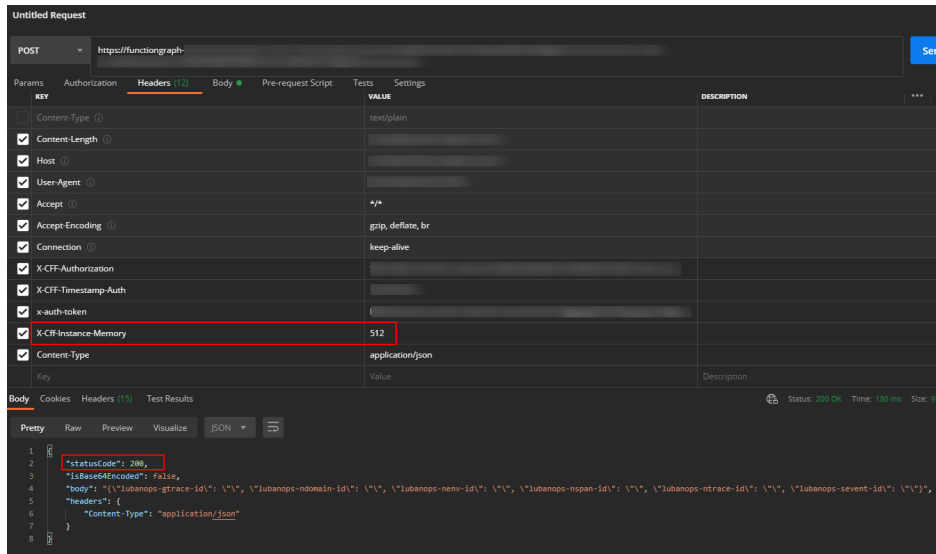 Untitled Request
POST https://functiongraph-
Sen
Params Authorization Headers (12) Body Pre-request Script Tests Settings
KEY VALUE DESCRIPTION •••
Content-Type text/plain
Content-Length
Host
User-Agent
Accept */*
Accept-Encoding gzip, deflate, br
Connection keep-alive
X-CFF-Authorization
X-CFF-Timestamp-Auth
x-auth-token
X-Cff-Instance-Memory 512
Content-Type application/json
Key Value Description
Body Cookies Headers (15) Test Results Status: 200 OK Time: 130 ms Size: 9
Pretty Raw Preview Visualize JSON
1 {
2 "statusCode": 200,
3 "isBase64Encoded": false,
4 "body": "{\"lubanops-gtrace-id\": \"\", \"lubanops-ndomain-id\": \"\", \"lubanops-nenv-id\": \"\", \"lubanops-nspan-id\": \"\", \"lubanops-ntrace-id\": \"\", \"lubanops-sevent-id\": \"\"}",
5 "headers": {
6 "Content-Type": "application/json"
7 }
8 }